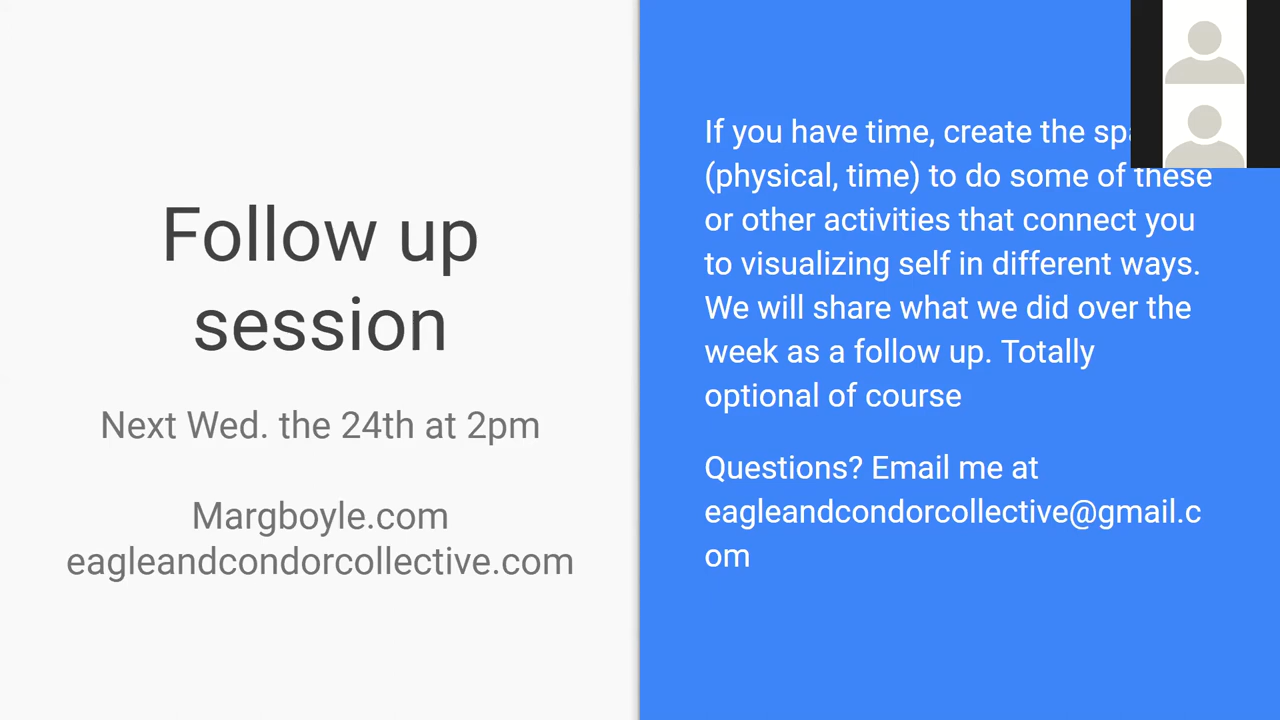 Follow up
session
Next Wed. the 24th at 2pm
Margboyle.com
eagleandcondorcollective.com
If you have time, create the
(physical, time) to do some of these
or other activities that connect you
to visualizing self in different ways.
We will share what we did over the
week as a follow up. Totally
optional of course
Questions? Email me at
eagleandcondorcollective@gmail.c
om